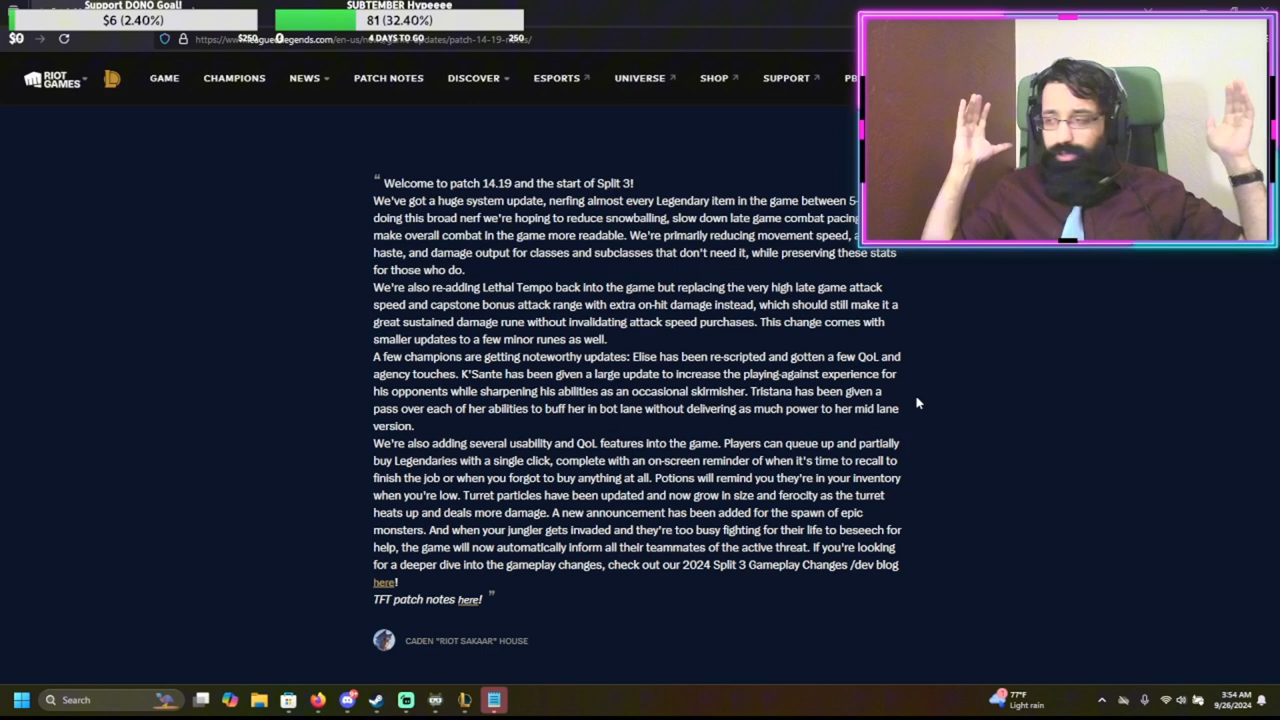 Support DONO Goal!
SUBTEMBER Hypeeee
$6 (2.40%)
81 (32.40%)
$0
$250
0
4 DAYS TO GO
250
RIOT GAMES
GAME
CHAMPIONS
NEWS
PATCH NOTES
DISCOVER
ESPORTS
UNIVERSE
SHOP
SUPPORT
" Welcome to patch 14.19 and the start of Split 3!
We've got a huge system update, nerfing almost every Legendary item in the game between 5-
doing this broad nerf we're hoping to reduce snowballing, slow down late game combat pacing
make overall combat in the game more readable. We're primarily reducing movement speed,
haste, and damage output for classes and subclasses that don't need it, while preserving these stats
for those who do.
We're also re-adding Lethal Tempo back into the game but replacing the very high late game attack
speed and capstone bonus attack range with extra on-hit damage instead, which should still make it a
great sustained damage rune without invalidating attack speed purchases. This change comes with
smaller updates to a few minor runes as well.
A few champions are getting noteworthy updates: Elise has been re-scripted and gotten a few QoL and
agency touches. K'Sante has been given a large update to increase the playing-against experience for
his opponents while sharpening his abilities as an occasional skirmisher. Tristana has been given a
pass over each of her abilities to buff her in bot lane without delivering as much power to her mid lane
version.
We're also adding several usability and QoL features into the game. Players can queue up and partially
buy Legendaries with a single click, complete with an on-screen reminder of when it's time to recall to
finish the job or when you forgot to buy anything at all. Potions will remind you they're in your inventory
when you're low. Turret particles have been updated and now grow in size and ferocity as the turret
heats up and deals more damage. A new announcement has been added for the spawn of epic
monsters. And when your jungler gets invaded and they're too busy fighting for their life to beseech for
help, the game will now automatically inform all their teammates of the active threat. If you're looking
for a deeper dive into the gameplay changes, check out our 2024 Split 3 Gameplay Changes /dev blog
here!
TFT patch notes here! "
CADEN "RIOT SAKAAR" HOUSE
Search
77°F
Light rain
3:54 AM
9/26/2024